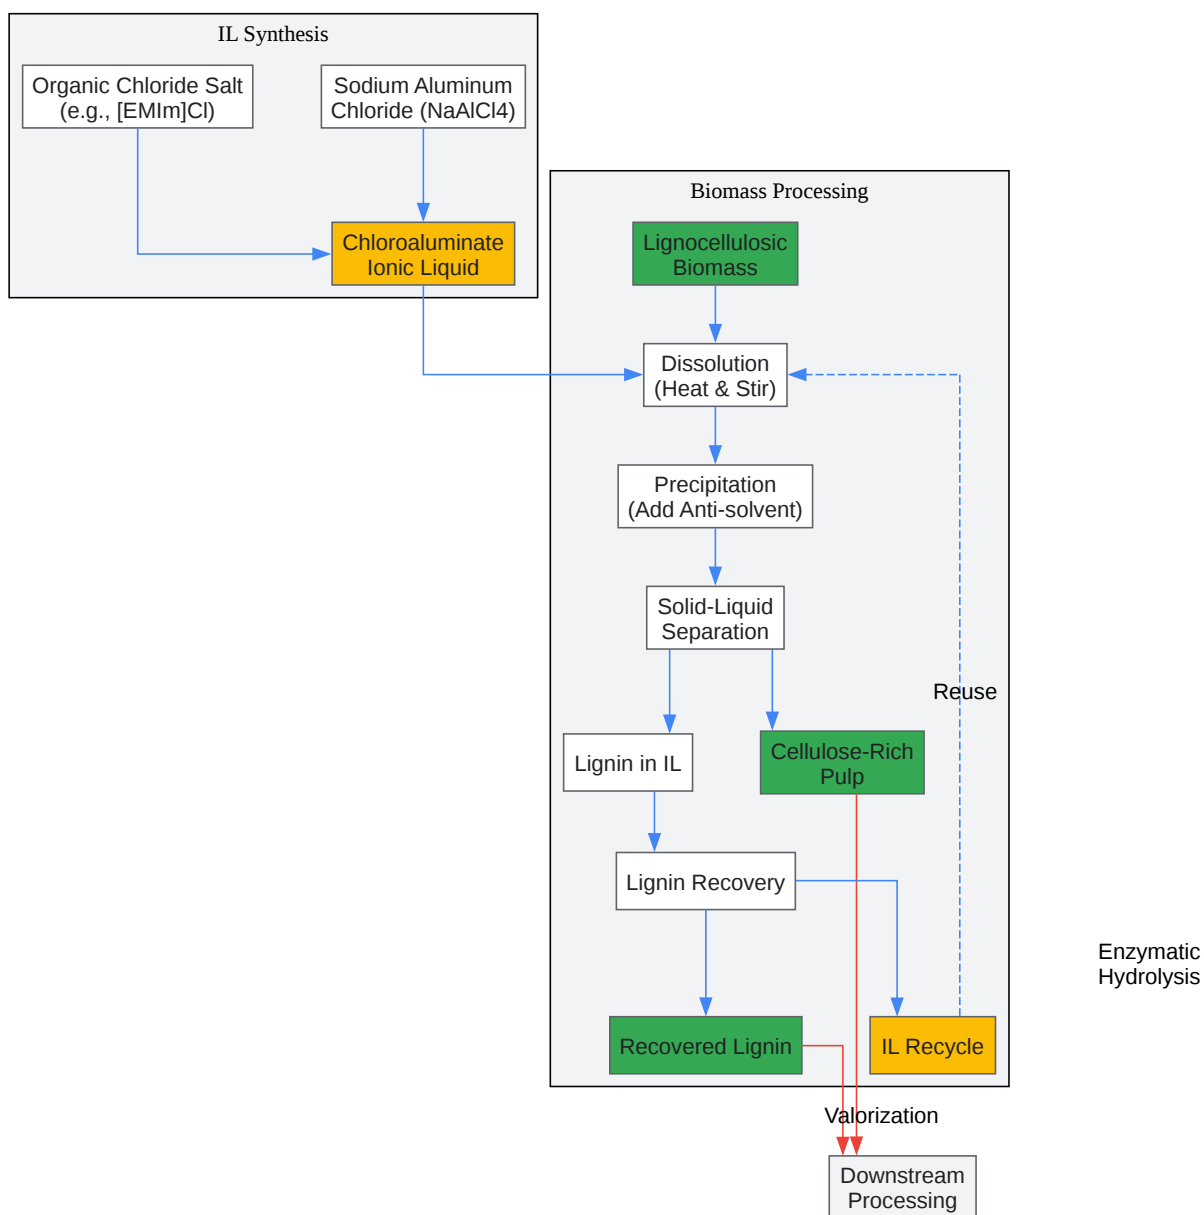 IL Synthesis
Organic Chloride Salt
(e.g., [EMIm]Cl)
Sodium Aluminum
Chloride (NaAlCl4)
Chloroaluminate
Ionic Liquid
Biomass Processing
Lignocellulosic
Biomass
Dissolution
(Heat & Stir)
Precipitation
(Add Anti-solvent)
Solid-Liquid
Separation
Reuse
Lignin in IL
Cellulose-Rich
Pulp
Lignin Recovery
Enzymatic
Hydrolysis
Recovered Lignin
IL Recycle
Valorization
Downstream
Processing